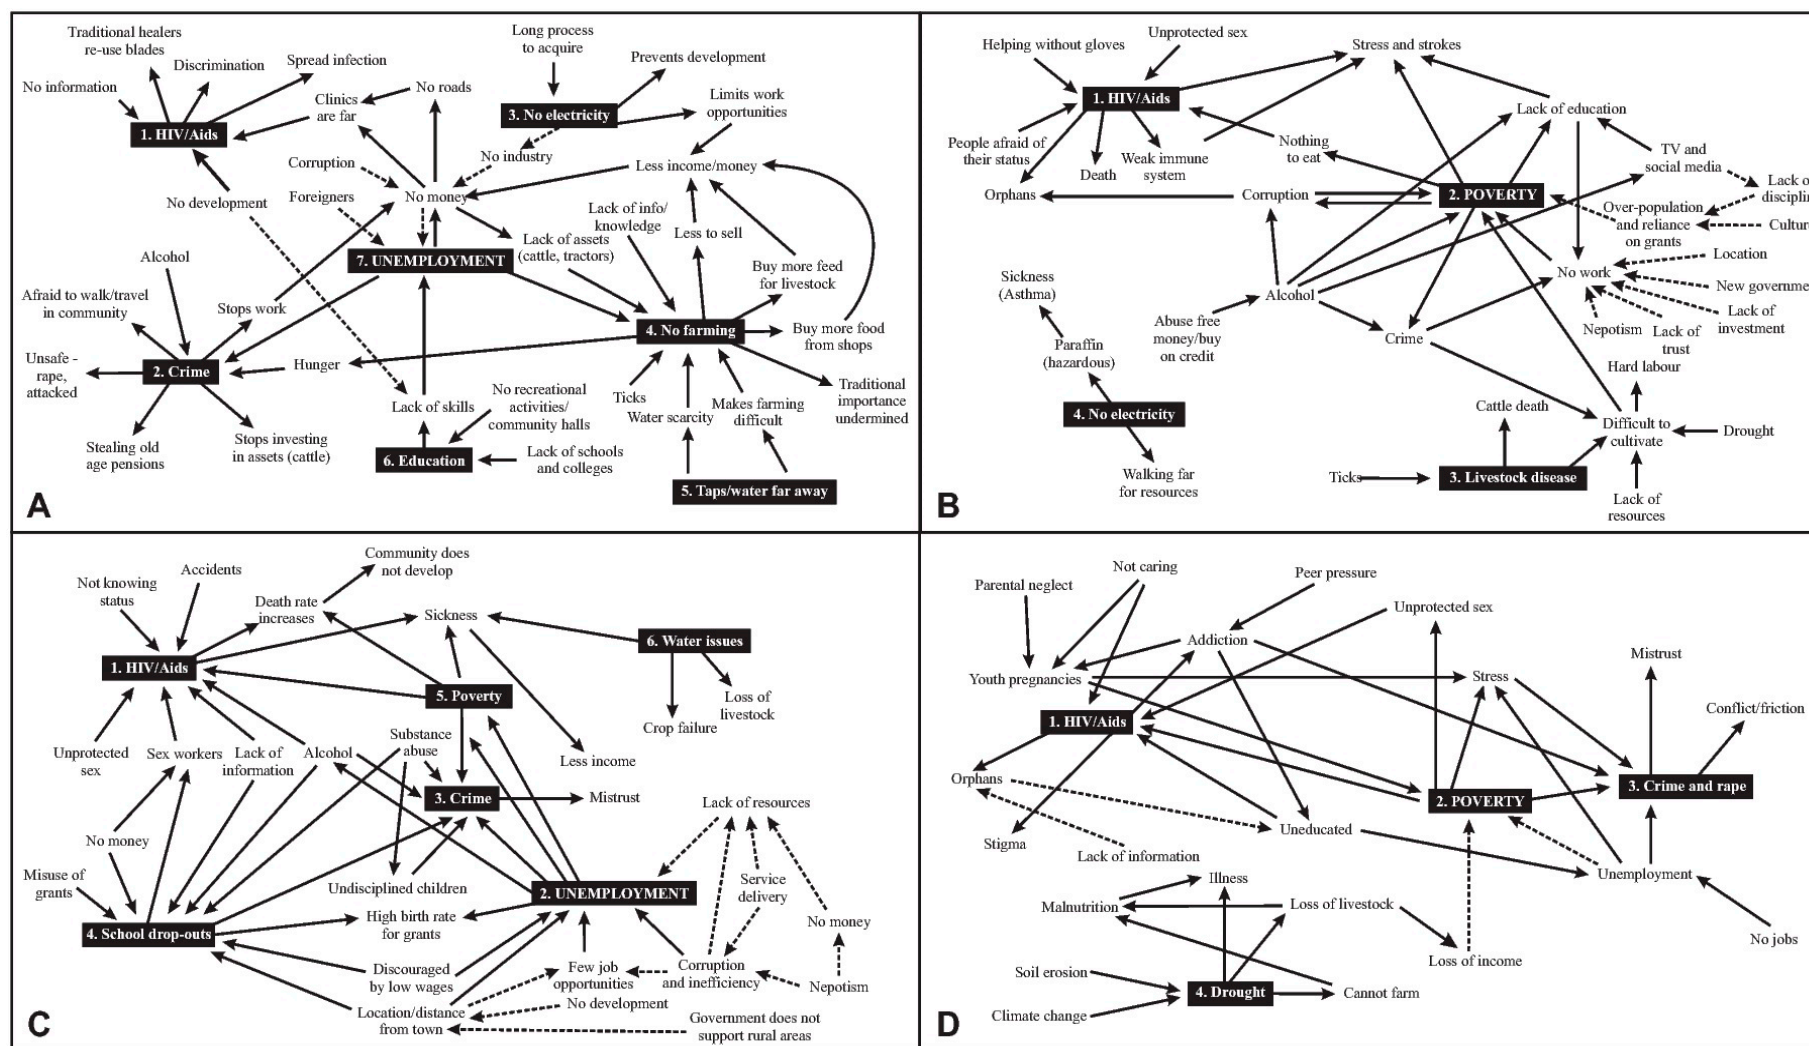 Traditional healers
re-use blades
Discrimination
Spread infection
No information
Clinics
are far
No roads
1. HIV/Aids
Long process
to acquire
Prevents development
3. No electricity
Limits work
opportunities
No industry
Less income/money
Corruption
Foreigners
No money
No development
Lack of info/
knowledge
Less to sell
Lack of assets
(cattle, tractors)
7. UNEMPLOYMENT
Buy more feed
for livestock
Alcohol
Afraid to walk/travel
in community
Stops work
4. No farming
Buy more food
from shops
Unsafe -
rape,
attacked
2. Crime
Hunger
Ticks
Water scarcity
Makes farming
difficult
Traditional
importance
undermined
Lack of skills
No recreational
activities/
community halls
Stealing old
age pensions
Stops investing
in assets (cattle)
6. Education
Lack of schools
and colleges
5. Taps/water far away
A
Helping without gloves
Unprotected sex
Stress and strokes
1. HIV/Aids
Lack of education
People afraid of
their status
Death
Weak immune
system
Nothing
to eat
TV and
social media
Orphans
Corruption
2. POVERTY
Lack o
disciplin
Over-population
and reliance
on grants
Culture
Location
No work
New governme
Sickness
(Asthma)
Alcohol
Abuse free
money/buy
on credit
Nepotism
Lack of
trust
Lack of
investment
Paraffin
(hazardous)
Crime
Hard labour
4. No electricity
Cattle death
Difficult to
cultivate
Drought
Walking far
for resources
Ticks
3. Livestock disease
Lack of
resources
B
Not knowing
status
Accidents
Death rate
increases
Community does
not develop
Sickness
1. HIV/Aids
6. Water issues
5. Poverty
Loss of
livestock
Crop failure
Unprotected
sex
Sex workers
Lack of
information
Alcohol
Substance
abuse
Less income
3. Crime
Mistrust
Lack of resources
No money
Misuse of
grants
Undisciplined children
2. UNEMPLOYMENT
Service
delivery
High birth rate
for grants
No money
4. School drop-outs
Discouraged
by low wages
Few job
opportunities
Corruption
and inefficiency
Nepotism
No development
Location/distance
from town
Government does not
support rural areas
C
Parental neglect
Not caring
Peer pressure
Unprotected sex
Addiction
Mistrust
Youth pregnancies
Stress
1. HIV/Aids
Conflict/friction
Orphans
2. POVERTY
3. Crime and rape
Stigma
Uneducated
Lack of information
Illness
Unemployment
Malnutrition
Loss of livestock
No jobs
Loss of income
Soil erosion
4. Drought
Cannot farm
Climate change
D